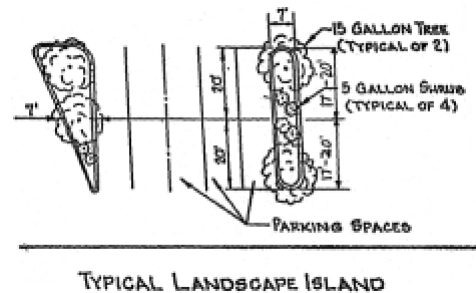 7'
15 GALLON TREE
(TYPICAL OF 2)
5 GALLON SHRUB
(TYPICAL OF 4)
7'
20'
20'
17'-20'
17'-20'
PARKING SPACES
TYPICAL LANDSCAPE ISLAND